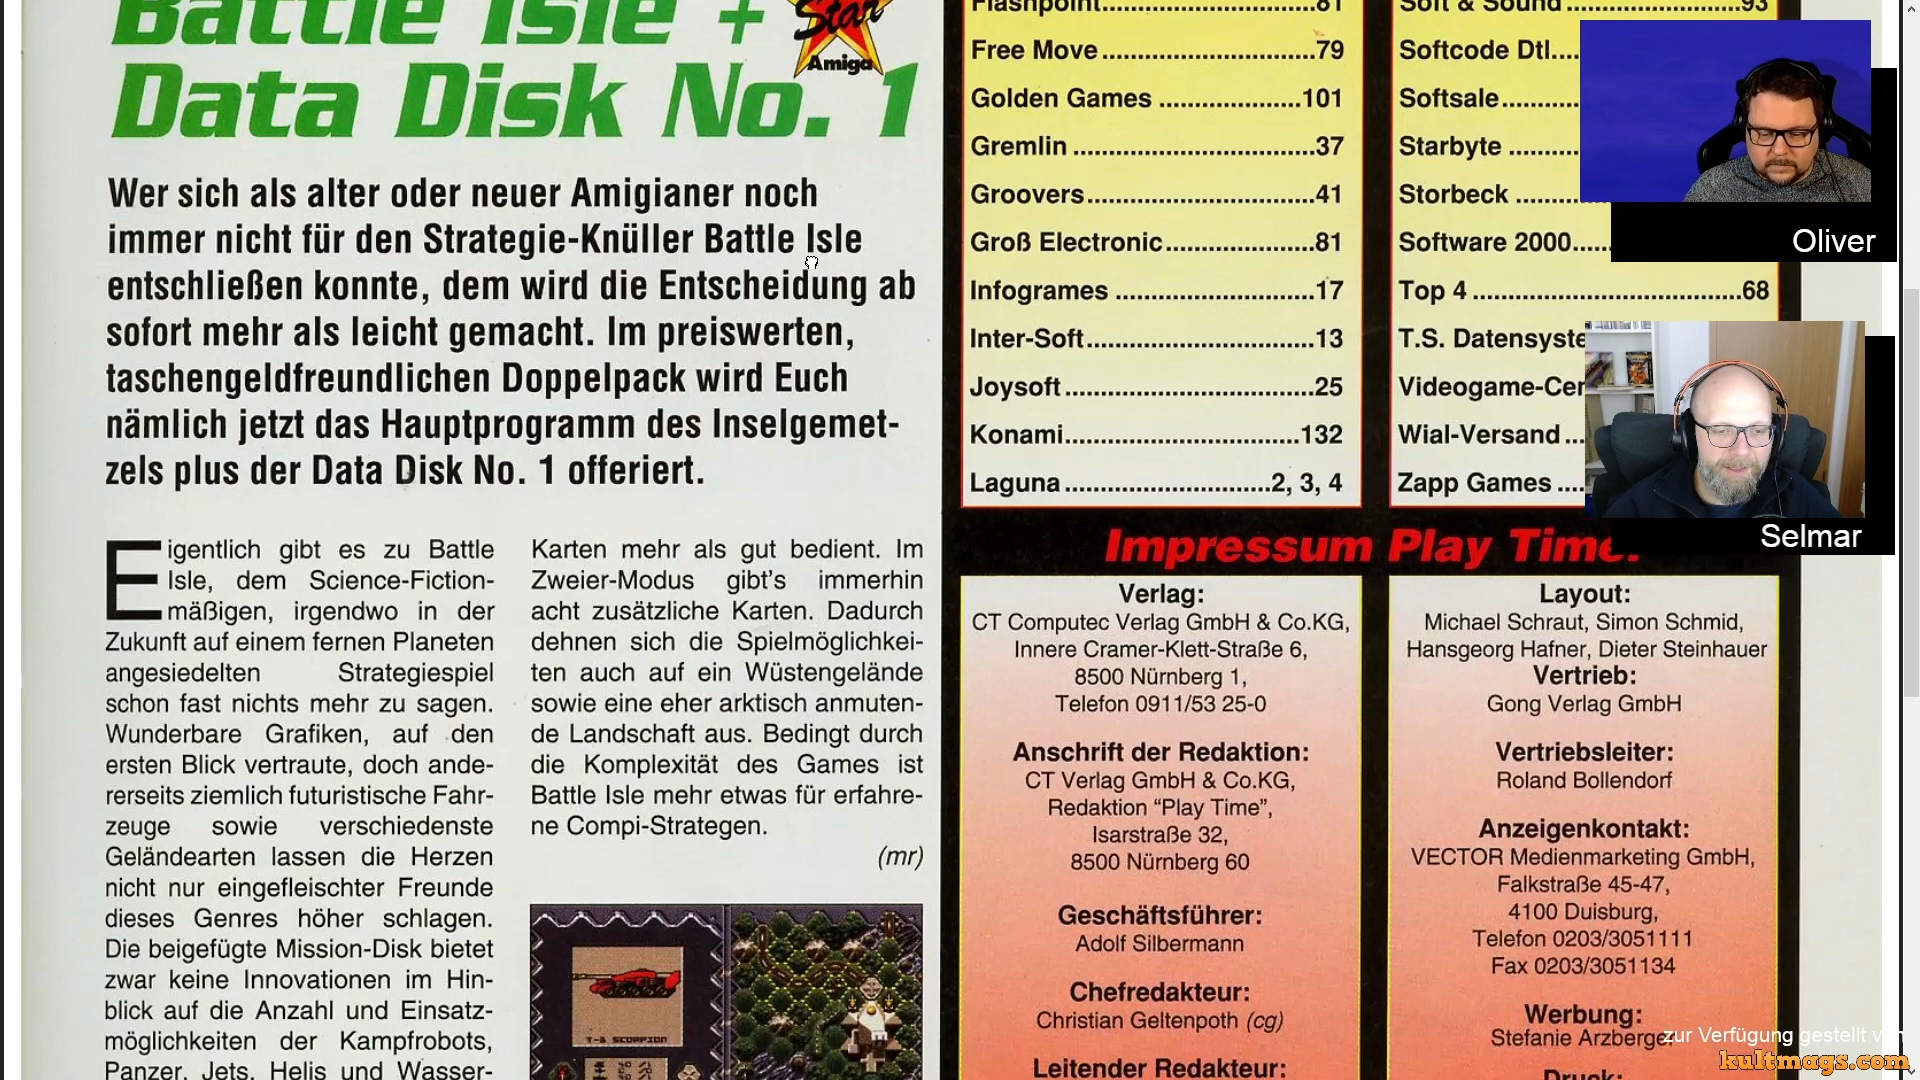 Battle Isle +
Data Disk No. 1
Star
Amiga
Wer sich als alter oder neuer Amigianer noch
immer nicht für den Strategie-Knüller Battle Isle
entschließen konnte, dem wird die Entscheidung ab
sofort mehr als leicht gemacht. Im preiswerten,
taschengeldfreundlichen Doppelpack wird Euch
nämlich jetzt das Hauptprogramm des Inselgemet-
zels plus der Data Disk No. 1 offeriert.
Eigentlich gibt es zu Battle
Isle, dem Science-Fiction-
mäßigen, irgendwo in der
Zukunft auf einem fernen Planeten
angesiedelten Strategiespiel
schon fast nichts mehr zu sagen.
Wunderbare Grafiken, auf den
ersten Blick vertraute, doch ande-
rerseits ziemlich futuristische Fahr-
zeuge sowie verschiedenste
Geländearten lassen die Herzen
nicht nur eingefleischter Freunde
dieses Genres höher schlagen.
Die beigefügte Mission-Disk bietet
zwar keine Innovationen im Hin-
blick auf die Anzahl und Einsatz-
möglichkeiten der Kampfrobots,
Panzer, Jets, Helis und Wasser-
Karten mehr als gut bedient. Im
Zweier-Modus gibt's immerhin
acht zusätzliche Karten. Dadurch
dehnen sich die Spielmöglichkei-
ten auch auf ein Wüstengelände
sowie eine eher arktisch anmuten-
de Landschaft aus. Bedingt durch
die Komplexität des Games ist
Battle Isle mehr etwas für erfahre-
ne Compi-Strategen.
(mr)
T-8 SCORPION
Flashpoint.....................81
Free Move.....................79
Golden Games .....................101
Gremlin .....................37
Groovers.....................41
Groß Electronic.....................81
Infogrames .....................17
Inter-Soft.....................13
Joysoft.....................25
Konami.....................132
Laguna.....................2, 3, 4
Soft & Sound.....................93
Softcode Dtl....
Softsale..........
Starbyte ..........
Storbeck ..........
Software 2000.....
Top 4 .....................68
T.S. Datensyste
Videogame-Cer
Wial-Versand ...
Zapp Games ....
Oliver
Selmar
Impressum Play Time:
Verlag:
CT Computec Verlag GmbH & Co.KG,
Innere Cramer-Klett-Straße 6,
8500 Nürnberg 1,
Telefon 0911/53 25-0
Anschrift der Redaktion:
CT Verlag GmbH & Co.KG,
Redaktion “Play Time”,
Isarstraße 32,
8500 Nürnberg 60
Geschäftsführer:
Adolf Silbermann
Chefredakteur:
Christian Geltenpoth (cg)
Leitender Redakteur:
Layout:
Michael Schraut, Simon Schmid,
Hansgeorg Hafner, Dieter Steinhauer
Vertrieb:
Gong Verlag GmbH
Vertriebsleiter:
Roland Bollendorf
Anzeigenkontakt:
VECTOR Medienmarketing GmbH,
Falkstraße 45-47,
4100 Duisburg,
Telefon 0203/3051111
Fax 0203/3051134
Werbung:
Stefanie Arzberger
Druck:
zur Verfügung gestellt von
kultmags.com